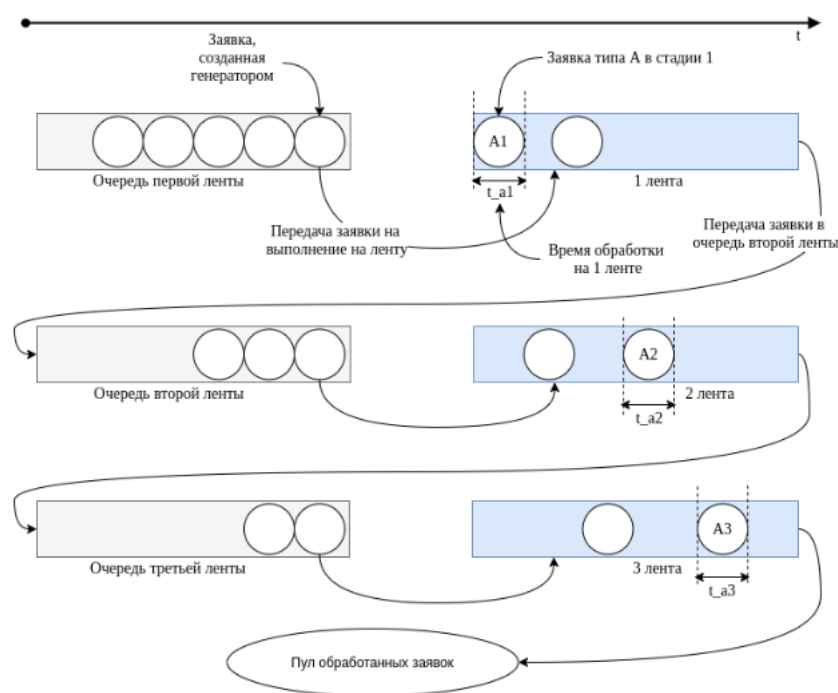 t
Заявка,
созданная
генератором
Заявка типа А в стадии 1
A1
Очередь первой ленты
t_a1
1 лента
Передача заявки на
выполнение на ленту
Время обработки
на 1 ленте
Передача заявки в
очередь второй ленты
A2
Очередь второй ленты
2 лента
t_a2
A3
Очередь третьей ленты
3 лента
t_a3
Пул обработанных заявок